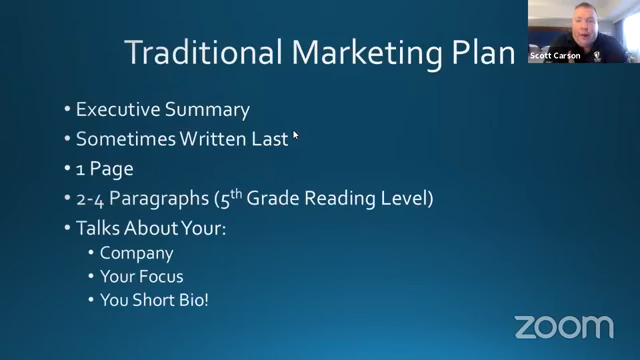 Traditional Marketing Plan
Scott Carson
• Executive Summary
• Sometimes Written Last
• 1 Page
• 2-4 Paragraphs (5th Grade Reading Level)
• Talks About Your:
• Company
• Your Focus
• You Short Bio!
zoom